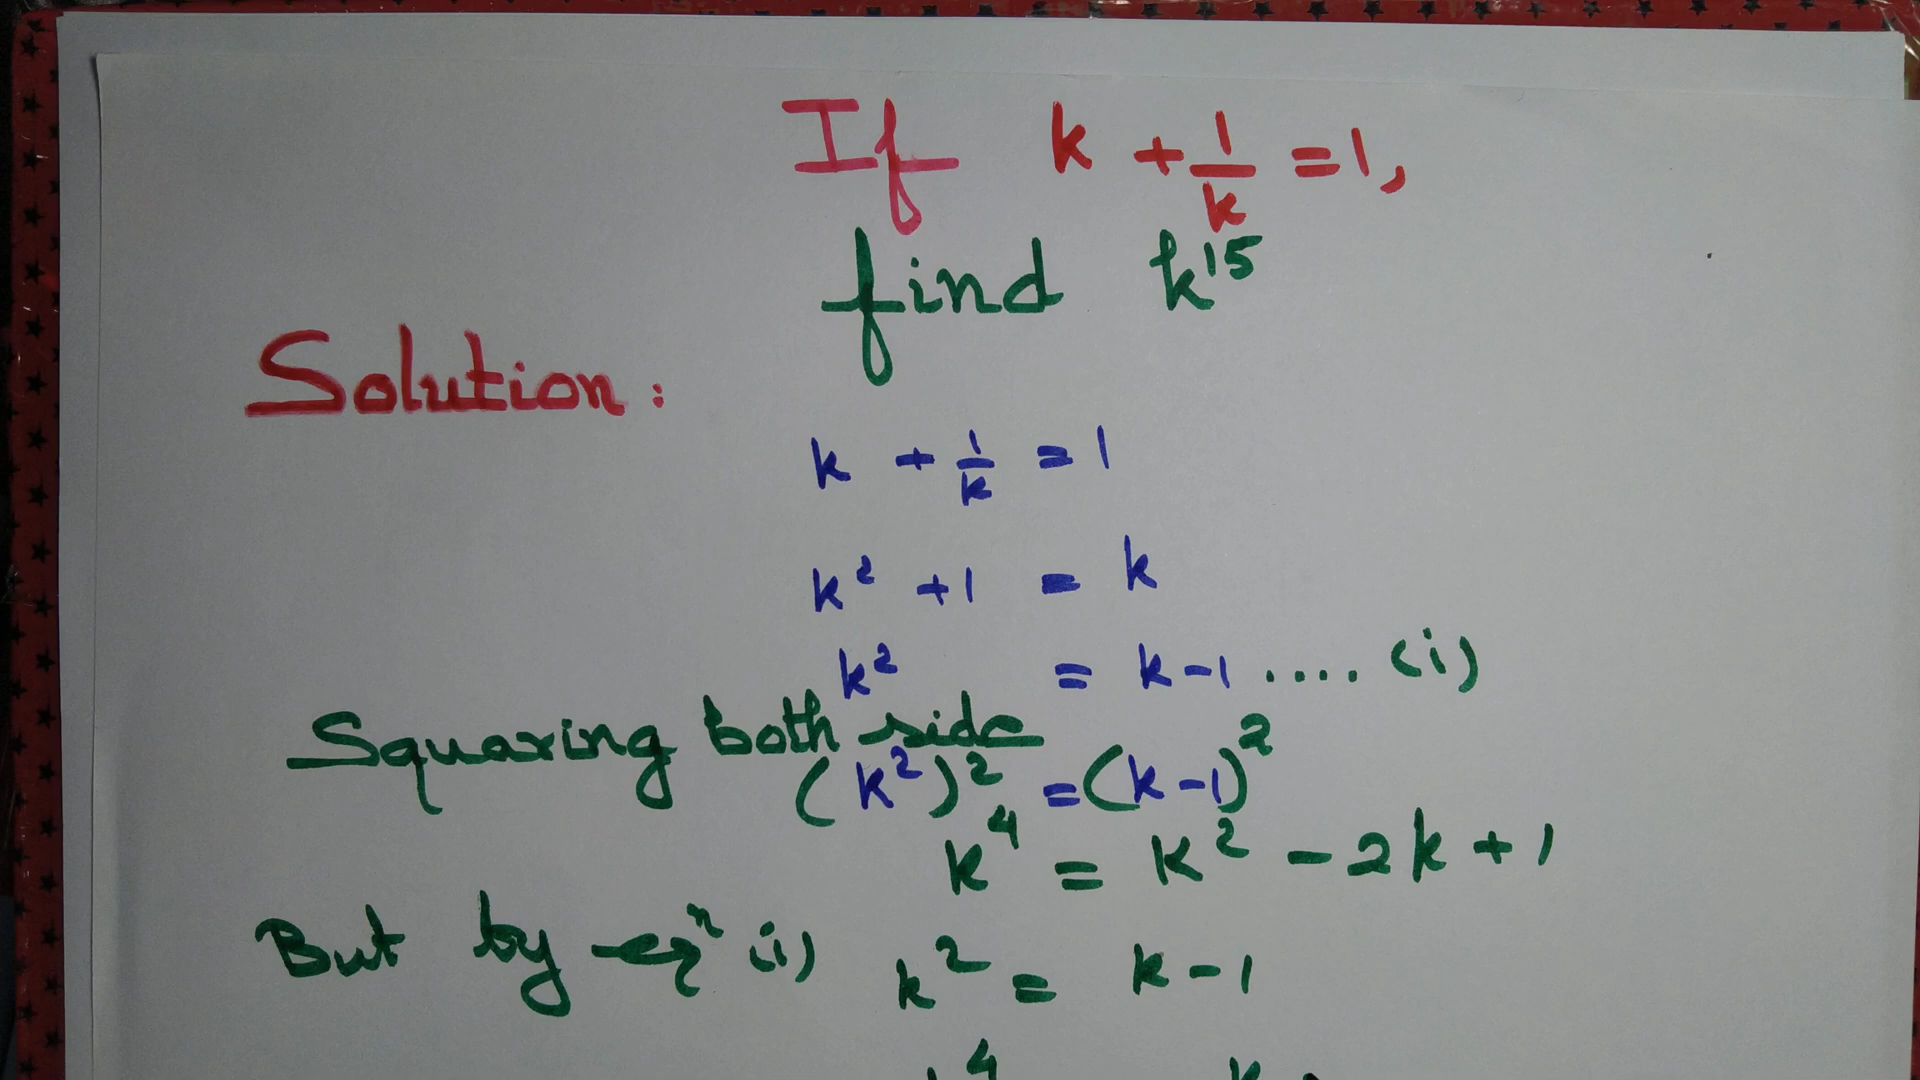 If k + 1/k = 1,
find k¹⁵
Solution:
k + 1/k = 1
k² + 1 = k
k² = k-1 .... (i)
Squaring both side
(k²)² = (k-1)²
k⁴ = k² - 2k + 1
But by eqⁿ (i) k² = k-1